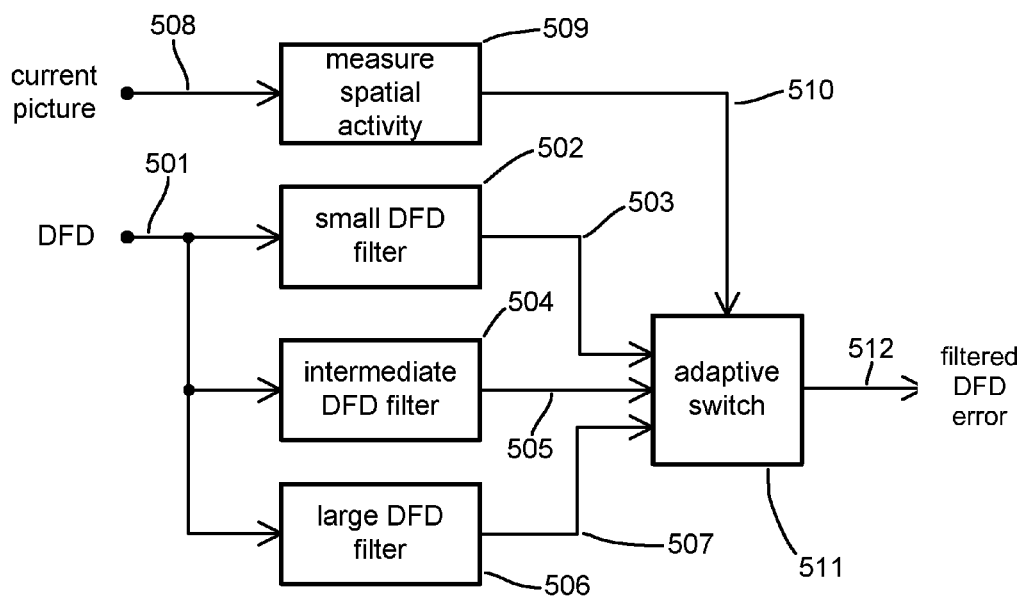 508
509
current
picture
measure
spatial
activity
510
501
502
503
DFD
small DFD
filter
504
intermediate
DFD filter
505
adaptive
switch
512
filtered
DFD
error
large DFD
filter
506
507
511